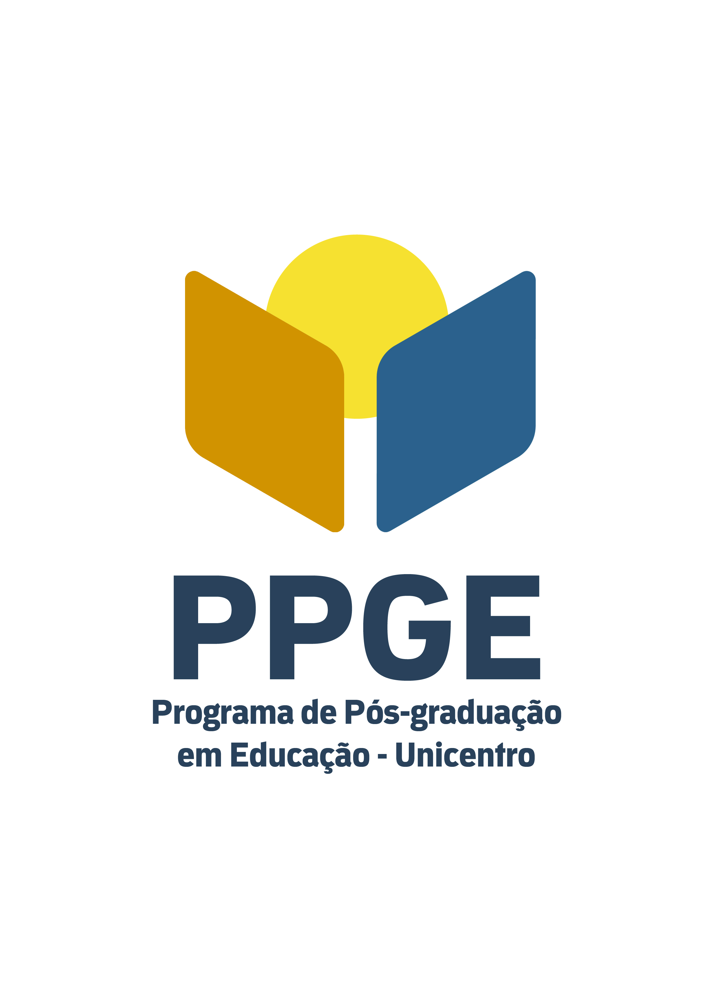 PPGE
Programa de Pós-graduação
em Educação - Unicentro